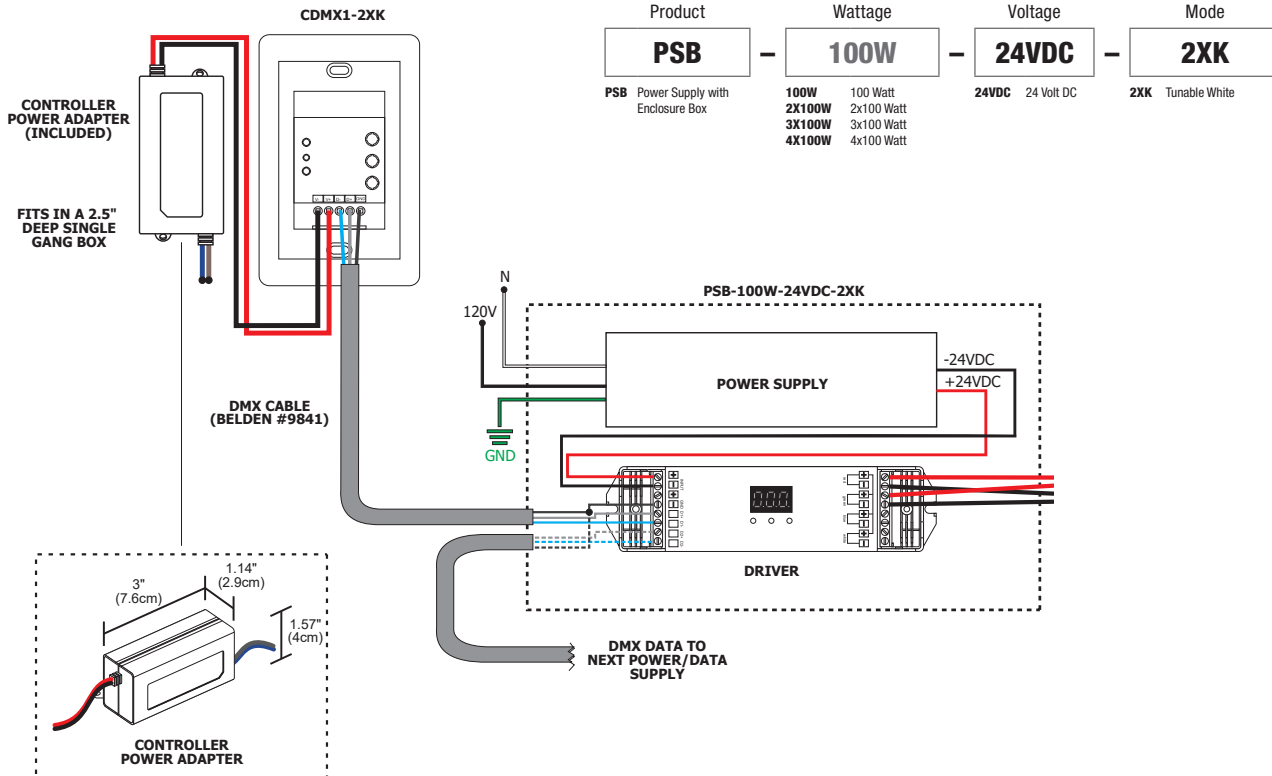 CDMX1-2XK
Product
Wattage
Voltage
Mode
PSB – 100W – 24VDC – 2XK
PSB Power Supply with
Enclosure Box
100W 100 Watt
2X100W 2x100 Watt
3X100W 3x100 Watt
4X100W 4x100 Watt
24VDC 24 Volt DC
2XK Tunable White
CONTROLLER
POWER ADAPTER
(INCLUDED)
FITS IN A 2.5"
DEEP SINGLE
GANG BOX
V- V+ D- D+ GND
DMX CABLE
(BELDEN #9841)
N
120V
GND
PSB-100W-24VDC-2XK
POWER SUPPLY
-24VDC
+24VDC
DRIVER
DMX DATA TO
NEXT POWER/DATA
SUPPLY
3"
(7.6cm)
1.14"
(2.9cm)
1.57"
(4cm)
CONTROLLER
POWER ADAPTER